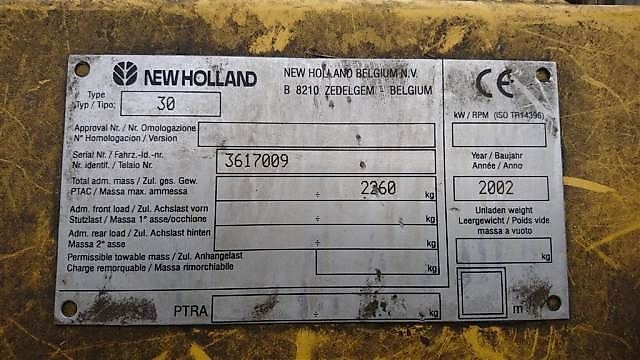 NEW HOLLAND
NEW HOLLAND BELGIUM N.V.
B 8210 ZEDELGEM - BELGIUM
CE
Type
Typ / Tipo:
30
kW / RPM (ISO TR14396)
Approval Nr. / Nr. Omologazione
N° Homologacion / Version
Serial Nr / Fahrz.-Id.-nr.
Nr. identif. / Telaio Nr.
3617009
Year / Baujahr
Année / Anno
Total adm. mass / Zul. ges. Gew.
PTAC / Massa max. ammessa
÷ 2260 kg
2002
Adm. front load / Zul. Achslast vorn
Stutzlast / Massa 1° asse/occhione
÷ kg
Unladen weight
Leergewicht / Poids vide
massa a vuoto
Adm. rear load / Zul. Achslast hinten
Massa 2° asse
÷ kg
kg
Permissible towable mass / Zul. Anhangelast
Charge remorquable / Massa rimorchiabile
kg
PTRA
÷ kg
m